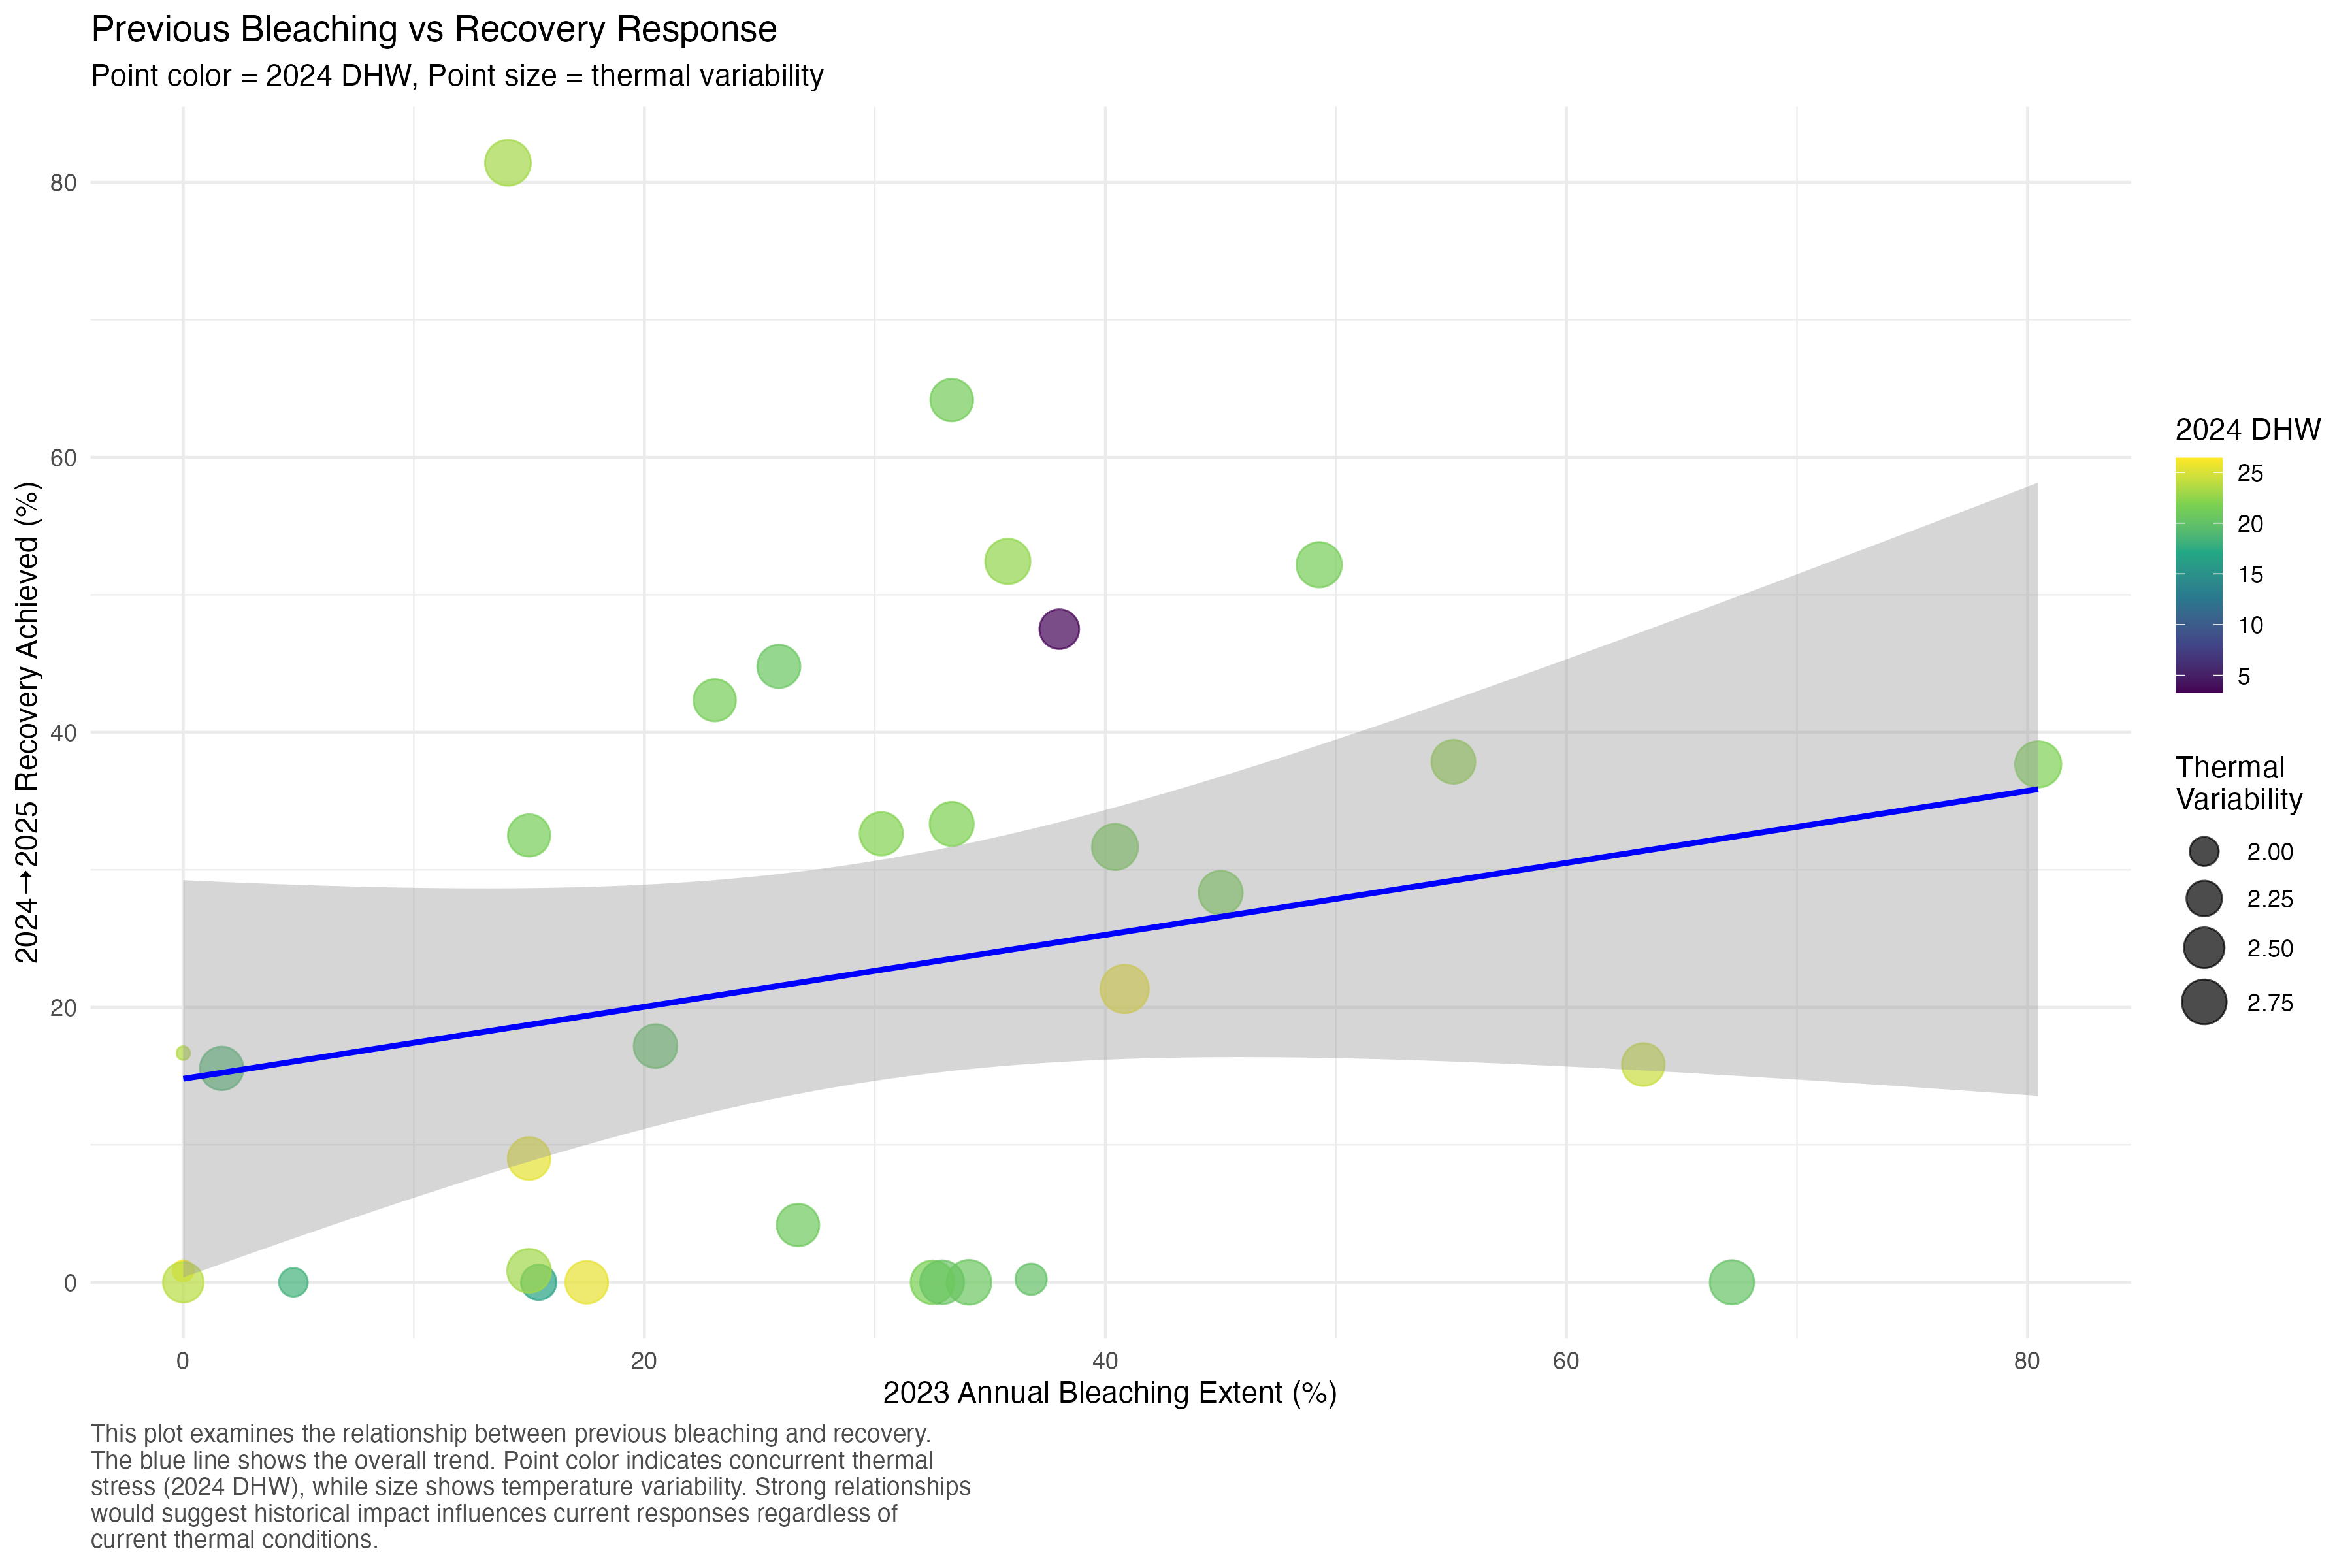 Previous Bleaching vs Recovery Response
Point color = 2024 DHW, Point size = thermal variability
2024→2025 Recovery Achieved (%)
80
60
40
20
0
0
20
40
60
80
2023 Annual Bleaching Extent (%)
2024 DHW
25
20
15
10
5
Thermal
Variability
2.00
2.25
2.50
2.75
This plot examines the relationship between previous bleaching and recovery.
The blue line shows the overall trend. Point color indicates concurrent thermal
stress (2024 DHW), while size shows temperature variability. Strong relationships
would suggest historical impact influences current responses regardless of
current thermal conditions.